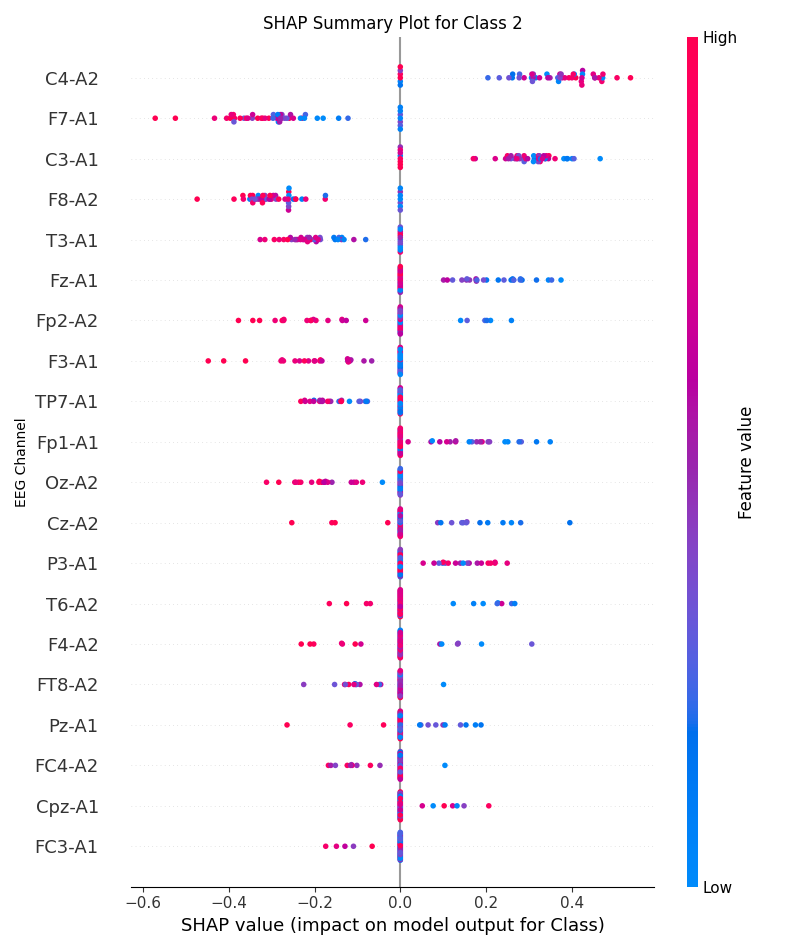 SHAP Summary Plot for Class 2
High
C4-A2
F7-A1
C3-A1
F8-A2
T3-A1
Fz-A1
Fp2-A2
F3-A1
TP7-A1
Fp1-A1
Oz-A2
Cz-A2
P3-A1
T6-A2
F4-A2
FT8-A2
Pz-A1
FC4-A2
Cpz-A1
FC3-A1
EEG Channel
Feature value
Low
−0.6 −0.4 −0.2 0.0 0.2 0.4
SHAP value (impact on model output for Class)